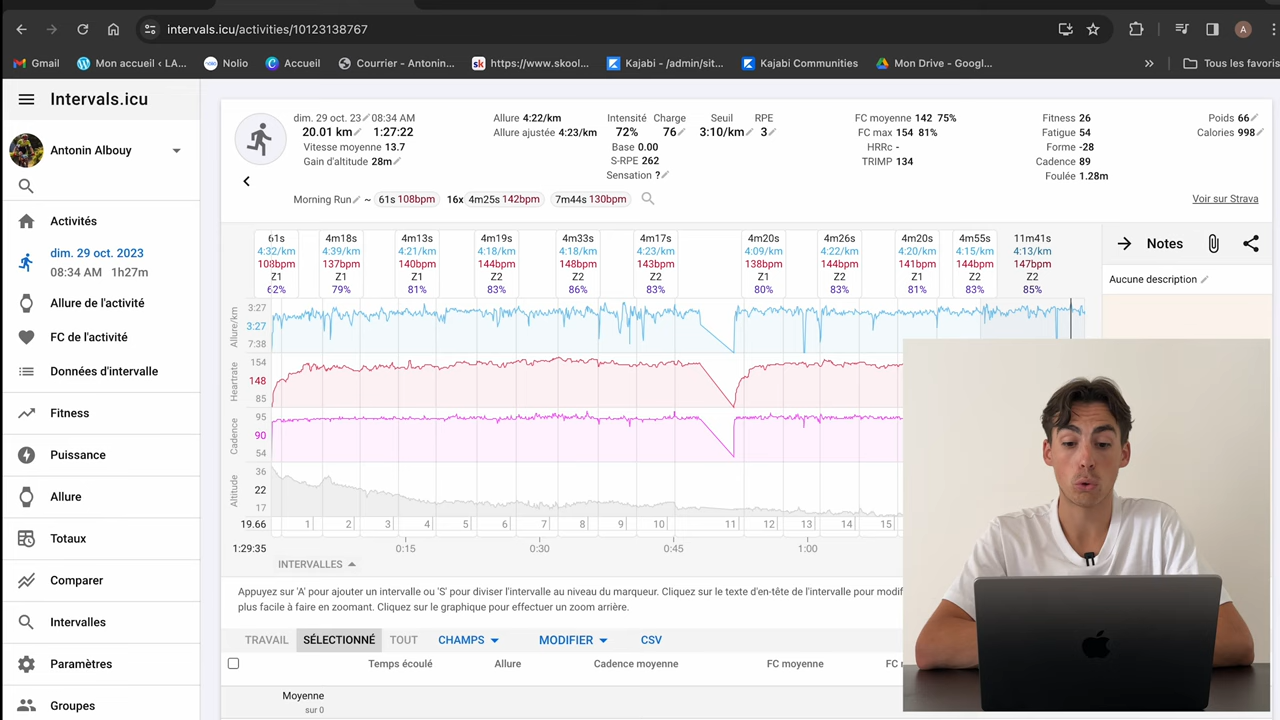 intervals.icu/activities/10123138767
A
Gmail
Mon accueil ‹ LA...
Nolio
Accueil
Courrier - Antonin...
https://www.skool...
Kajabi - /admin/sit...
Kajabi Communities
Mon Drive - Googl...
»
Tous les favoris
Intervals.icu
Antonin Albouy
Activités
dim. 29 oct. 2023
08:34 AM 1h27m
Allure de l'activité
FC de l'activité
Données d'intervalle
Fitness
Puissance
Allure
Totaux
Comparer
Intervalles
Paramètres
Groupes
dim. 29 oct. 23 08:34 AM
20.01 km 1:27:22
Vitesse moyenne 13.7
Gain d'altitude 28m
Allure 4:22/km
Allure ajustée 4:23/km
Intensité Charge Seuil RPE
72% 76 3:10/km 3
Base 0.00
S-RPE 262
Sensation ?
FC moyenne 142 75%
FC max 154 81%
HRRc -
TRIMP 134
Fitness 26
Fatigue 54
Forme -28
Cadence 89
Foulée 1.28m
Poids 66
Calories 998
Morning Run ~ 61s 108bpm 16x 4m25s 142bpm 7m44s 130bpm
Voir sur Strava
61s 4m18s 4m13s 4m19s 4m33s 4m17s 4m20s 4m26s 4m20s 4m55s 11m41s
4:32/km 4:39/km 4:21/km 4:18/km 4:18/km 4:23/km 4:09/km 4:18/km 4:20/km 4:15/km 4:13/km
108bpm 137bpm 140bpm 144bpm 148bpm 143bpm 138bpm 144bpm 141bpm 144bpm 147bpm
Z1 Z1 Z1 Z2 Z2 Z2 Z1 Z2 Z1 Z2 Z2
62% 79% 81% 83% 86% 83% 80% 83% 81% 83% 85%
Notes
Aucune description
Allure/km
3:27
3:27
7:38
Heartrate
154
148
85
Cadence
95
90
54
Altitude
36
22
17
19.66 1 2 3 4 5 6 7 8 9 10 11 12 13 14 15
1:29:35 0:15 0:30 0:45 1:00
INTERVALLES
Appuyez sur 'A' pour ajouter un intervalle ou 'S' pour diviser l'intervalle au niveau du marqueur. Cliquez sur le texte d'en-tête de l'intervalle pour modif
plus facile à faire en zoomant. Cliquez sur le graphique pour effectuer un zoom arrière.
TRAVAIL SÉLECTIONNÉ TOUT CHAMPS MODIFIER CSV
Temps écoulé Allure Cadence moyenne FC moyenne
Moyenne
sur 0